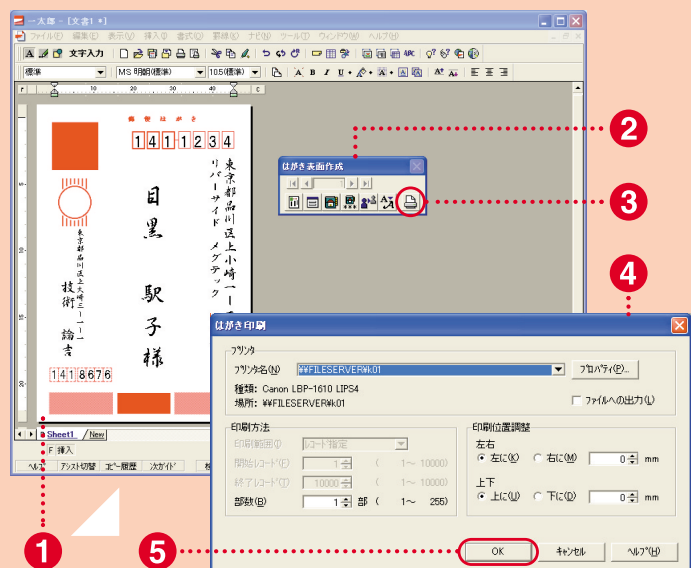 一太郎 - [文書1 *]
ファイル(F) 編集(E) 表示(V) 挿入(I) 書式(O) 罫線(K) ナビ(N) ツール(T) ウィンドウ(W) ヘルプ(H)
文字入力
標準 MS 明朝(標準) 10.5(標準)
10 20 30 40
郵便はがき
141-1234
東京都品川区上小崎一ー
リバーサイド メグテック
目黒 駅子様
東京都品川区上大崎三ー一ー
技術 諭吉
1418676
はがき表面作成
1
2
3
4
はがき印刷
プリンタ
プリンタ名(N) ¥¥FILESERVER¥k01 プロパティ(P)...
種類: Canon LBP-1610 LIPS4
場所: ¥¥FILESERVER¥k01
ファイルへの出力(L)
印刷方法
印刷範囲(I) レコード指定
開始レコード(F) 1 ( 1~ 10000)
終了レコード(T) 10000 ( 1~ 10000)
部数(B) 1 部 ( 1~ 255)
印刷位置調整
左右
左に(K) 右に(M) 0 mm
上下
上に(U) 下に(D) 0 mm
OK キャンセル ヘルプ(H)
Sheet1 New
F 挿入
ヘルプ アシスト切替 コピー履歴 次ガイド
1
5